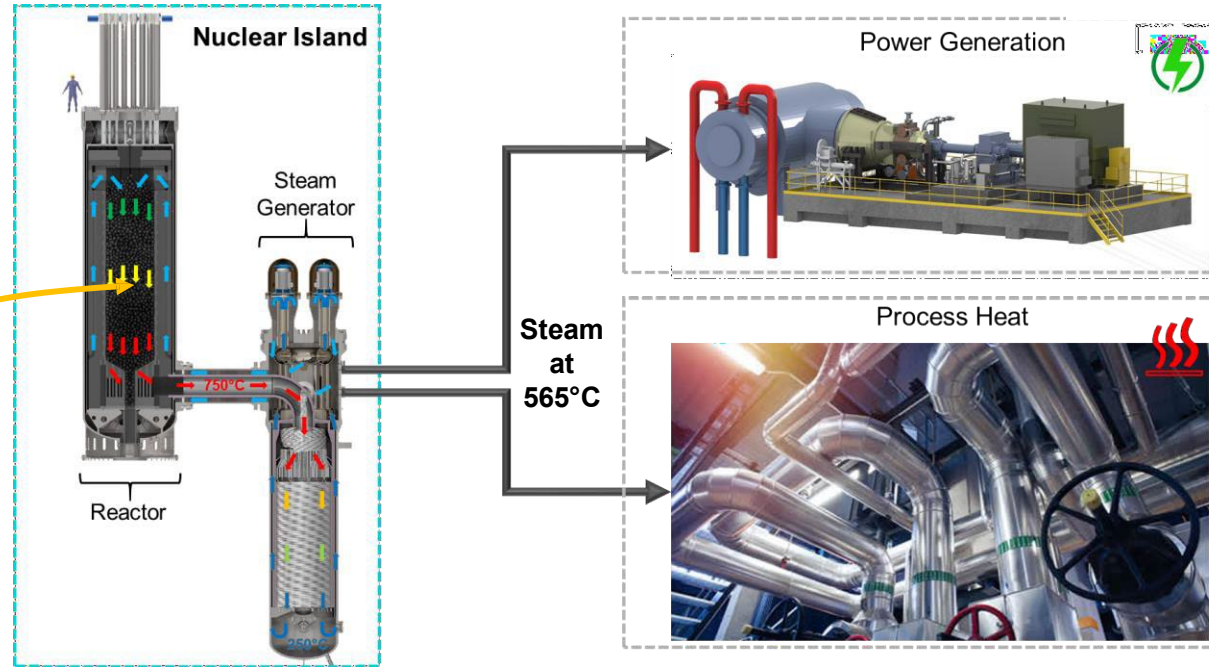 Nuclear Island
Steam
Generator
750°C
Reactor
250°C
Steam
at
565°C
Power Generation
Process Heat